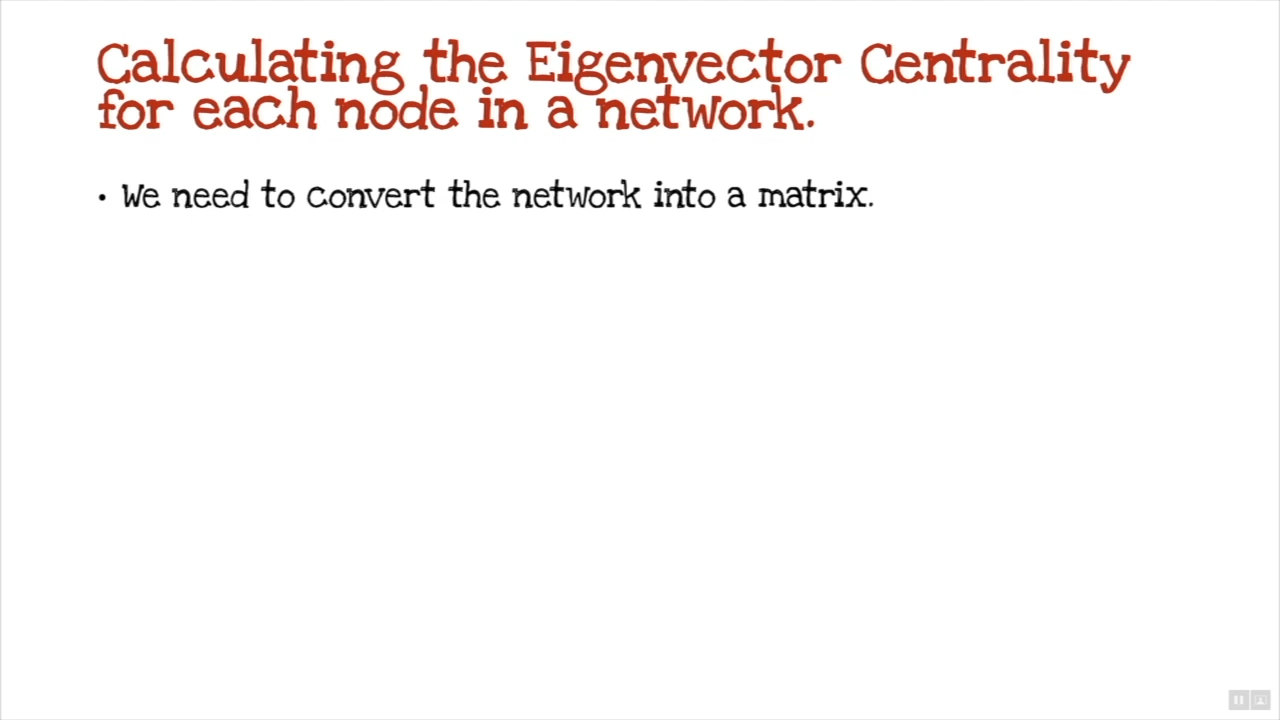 Calculating the Eigenvector Centrality
for each node in a network.
• We need to convert the network into a matrix.